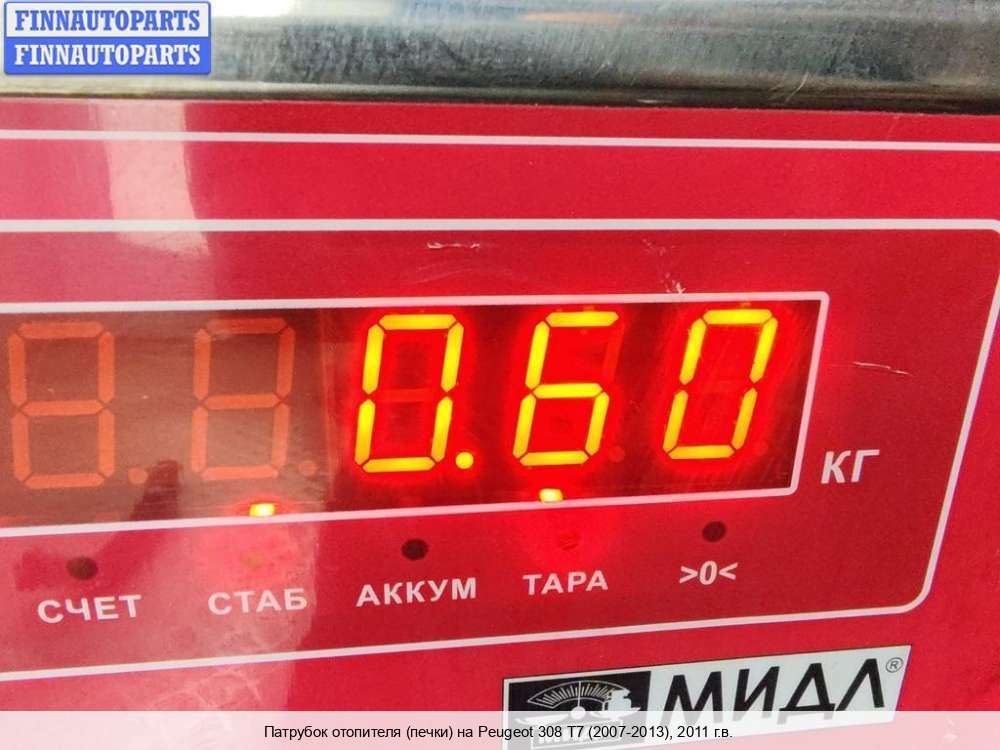 FINNAUTOPARTS
FINNAUTOPARTS
0.60
КГ
СЧЕТ СТАБ АККУМ ТАРА >0<
МИДЛ®
Патрубок отопителя (печки) на Peugeot 308 T7 (2007-2013), 2011 г.в.